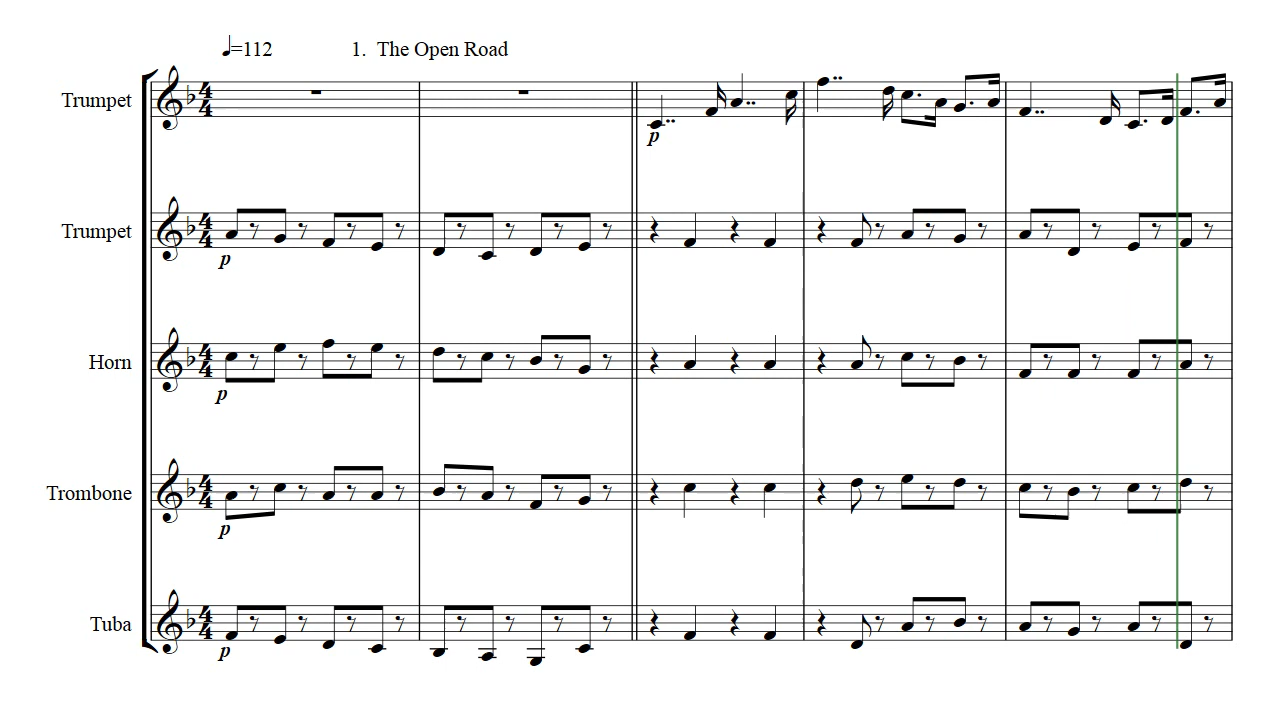 ♩=112 1. The Open Road
Trumpet
p
Trumpet
p
Horn
p
Trombone
p
Tuba
p